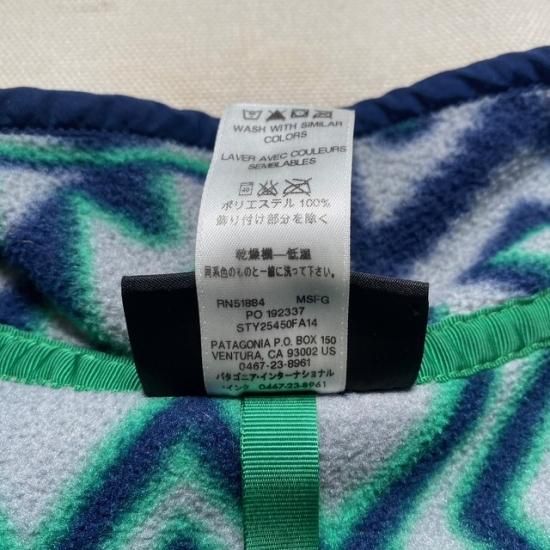 WASH WITH SIMILAR
COLORS
LAVER AVEC COULEURS
SEMBLABLES
40
ポリエステル 100%
飾り付け部分を除く
乾燥機—低温
同系色のものと一緒に洗って下さい。
RN51884 MSFG
PO 192337
STY25450FA14
PATAGONIA P.O. BOX 150
VENTURA, CA 93002 US
0467-23-8961
パタゴニア・インターナショナル
・インク 0467-23-8961